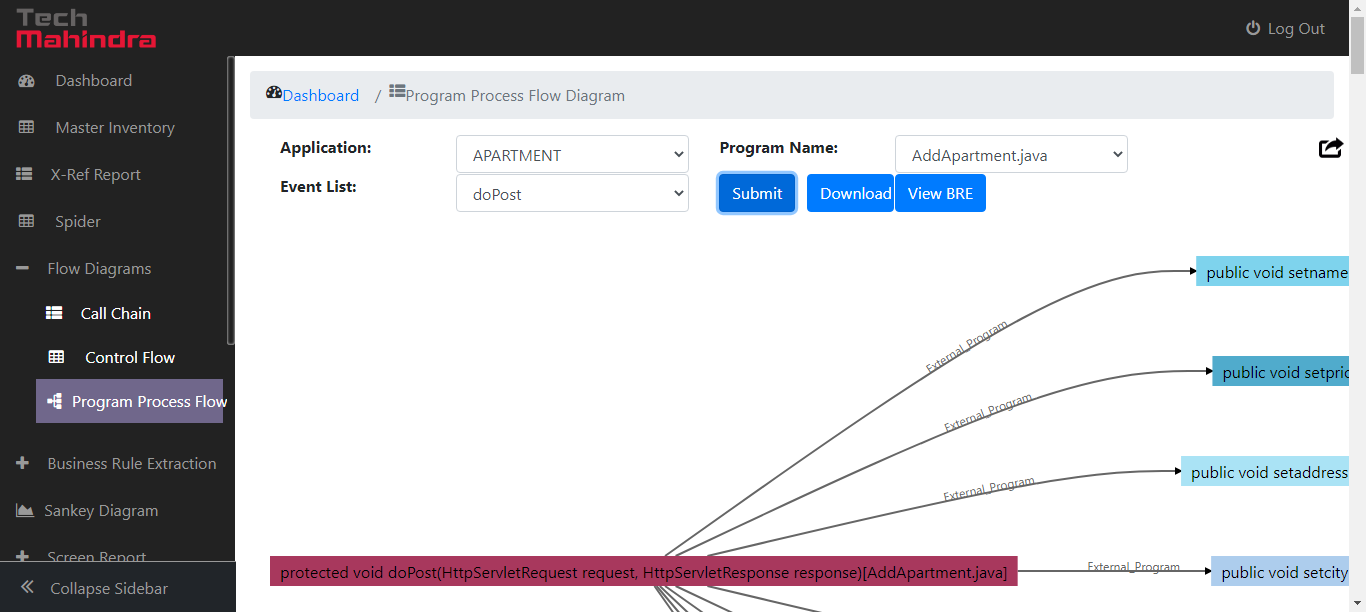 Tech
Mahindra
Log Out
Dashboard
Master Inventory
X-Ref Report
Spider
Flow Diagrams
Call Chain
Control Flow
Program Process Flow
Business Rule Extraction
Sankey Diagram
Screen Report
Collapse Sidebar
Dashboard / Program Process Flow Diagram
Application: APARTMENT Program Name: AddApartment.java
Event List: doPost Submit Download View BRE
public void setname
External_Program
public void setpric
External_Program
public void setaddress
External_Program
protected void doPost(HttpServletRequest request, HttpServletResponse response)[AddApartment.java]
External_Program
public void setcity